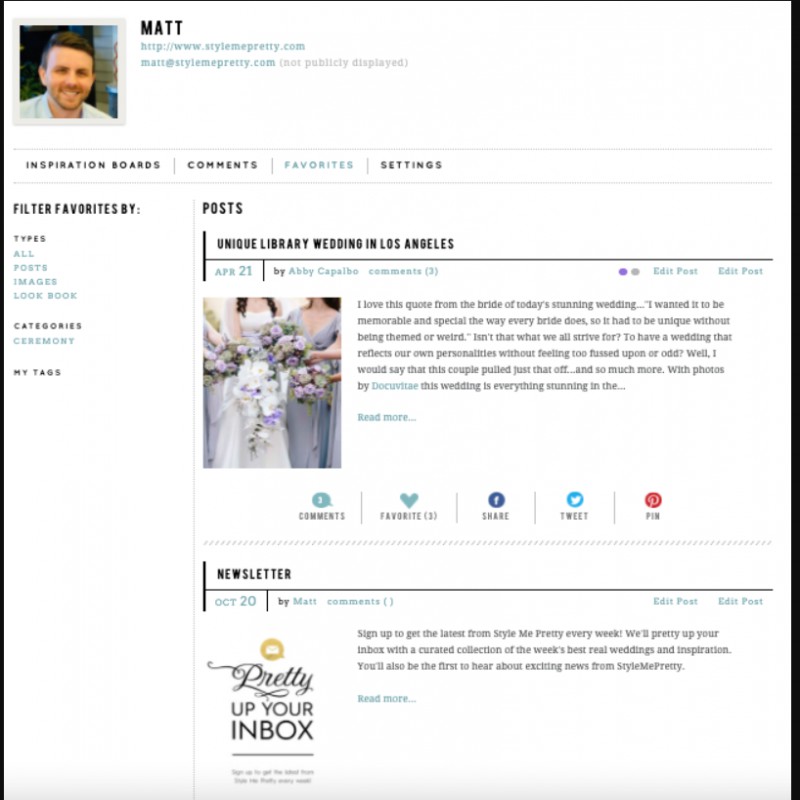 MATT
http://www.stylemepretty.com
matt@stylemepretty.com (not publicly displayed)
INSPIRATION BOARDS COMMENTS FAVORITES SETTINGS
FILTER FAVORITES BY:
TYPES
ALL
POSTS
IMAGES
LOOK BOOK
CATEGORIES
CEREMONY
MY TAGS
POSTS
UNIQUE LIBRARY WEDDING IN LOS ANGELES
APR 21 by Abby Capalbo comments (3) Edit Post Edit Post
I love this quote from the bride of today's stunning wedding..."I wanted it to be
memorable and special the way every bride does, so it had to be unique without
being themed or weird." Isn't that what we all strive for? To have a wedding that
reflects our own personalities without feeling too fussed upon or odd? Well, I
would say that this couple pulled just that off...and so much more. With photos
by Docuvitae this wedding is everything stunning in the...
Read more...
3
COMMENTS FAVORITE (3) SHARE TWEET PIN
NEWSLETTER
OCT 20 by Matt comments ( ) Edit Post Edit Post
Pretty
UP YOUR
INBOX
Sign up to get the latest from
Style Me Pretty every week!
Sign up to get the latest from Style Me Pretty every week! We'll pretty up your
inbox with a curated collection of the week's best real weddings and inspiration.
You'll also be the first to hear about exciting news from StyleMePretty.
Read more...